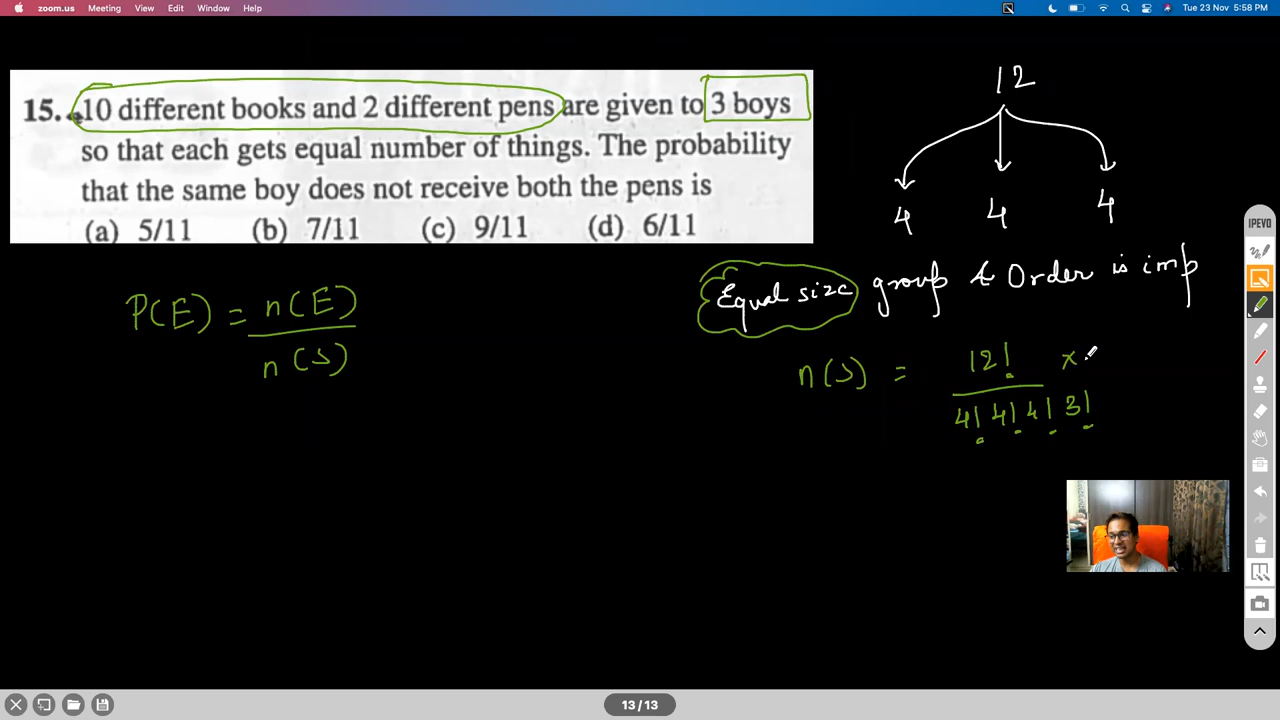 zoom.us Meeting View Edit Window Help Tue 23 Nov 5:58 PM
15. 10 different books and 2 different pens are given to 3 boys
so that each gets equal number of things. The probability
that the same boy does not receive both the pens is
(a) 5/11 (b) 7/11 (c) 9/11 (d) 6/11
12
4 4 4
Equal size group & Order is imp
P(E) = n(E)
n(S)
n(S) = 12! ×
4! 4! 4! 3!
IPEVO
13/13